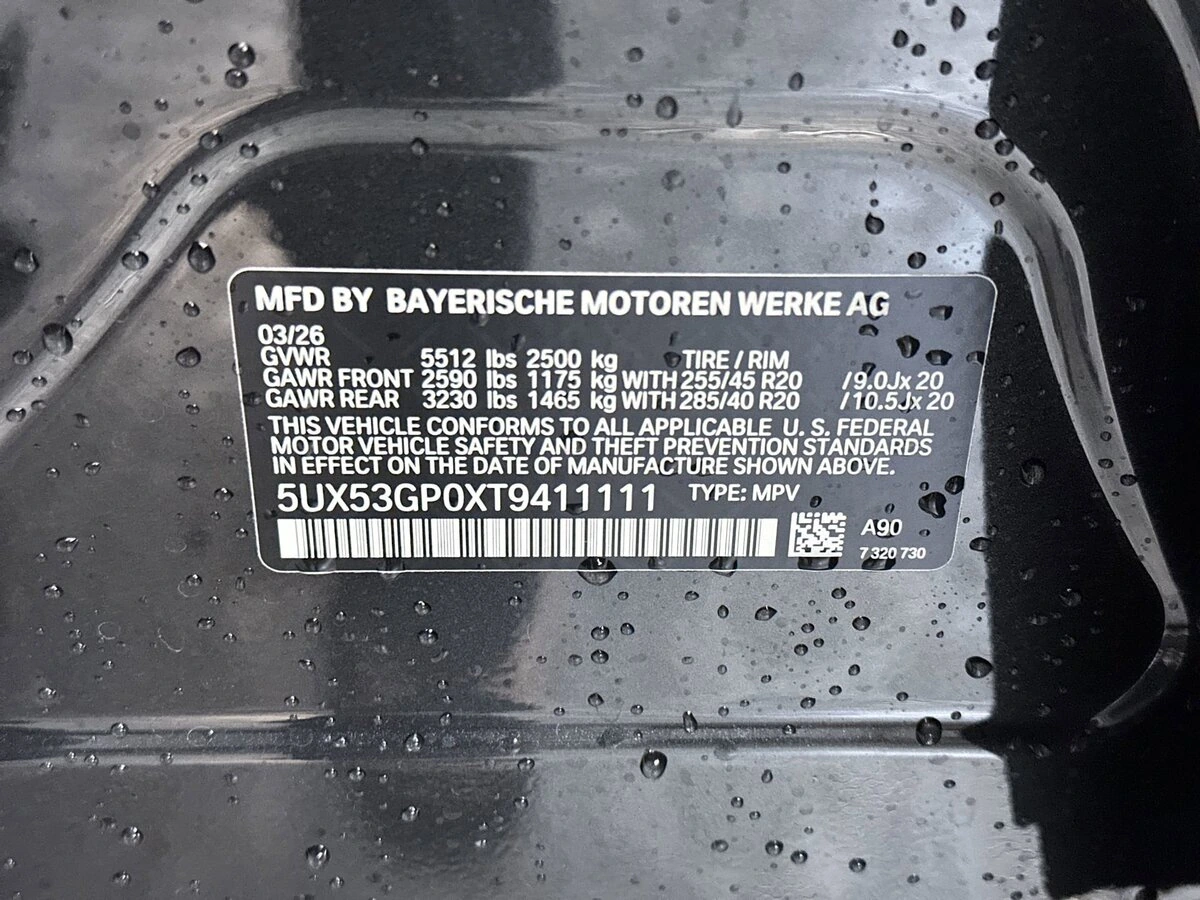 MFD BY BAYERISCHE MOTOREN WERKE AG
03/26
GVWR 5512 lbs 2500 kg TIRE / RIM
GAWR FRONT 2590 lbs 1175 kg WITH 255/45 R20 / 9.0Jx 20
GAWR REAR 3230 lbs 1465 kg WITH 285/40 R20 / 10.5Jx 20
THIS VEHICLE CONFORMS TO ALL APPLICABLE U. S. FEDERAL
MOTOR VEHICLE SAFETY AND THEFT PREVENTION STANDARDS
IN EFFECT ON THE DATE OF MANUFACTURE SHOWN ABOVE.
5UX53GP0XT9411111 TYPE: MPV
A90
7 320 730